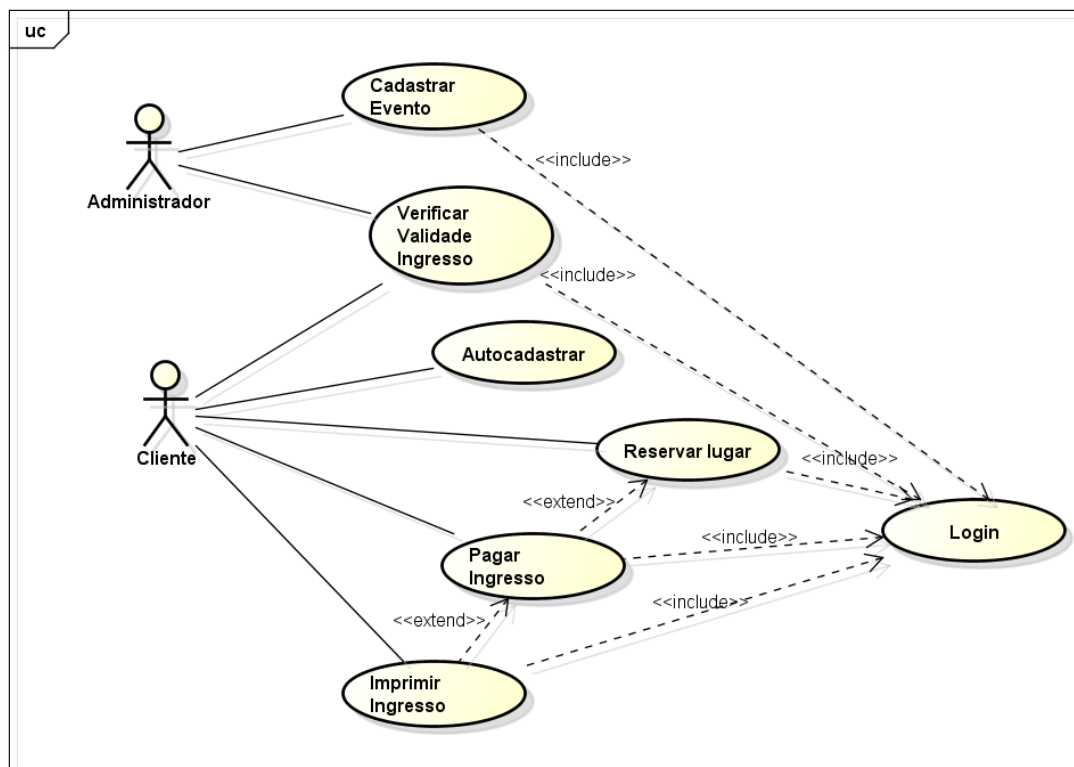 uc
Cadastrar
Evento
<<include>>
Administrador
Verificar
Validade
Ingresso
<<include>>
Autocadastrar
Cliente
Reservar lugar
<<include>>
<<extend>>
Login
<<include>>
Pagar
Ingresso
<<include>>
<<extend>>
Imprimir
Ingresso